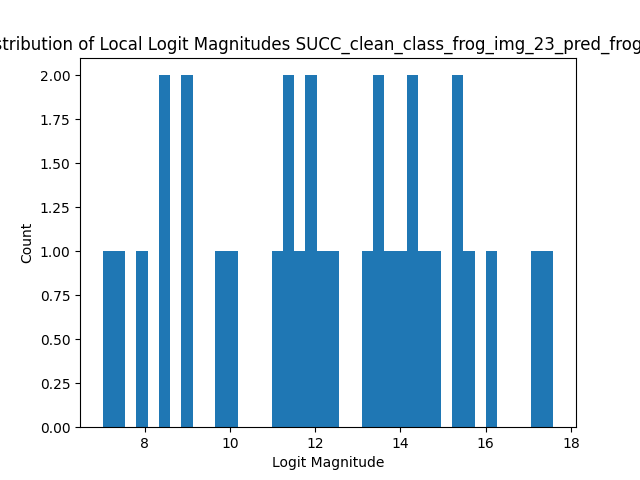 stribution of Local Logit Magnitudes SUCC_clean_class_frog_img_23_pred_frog
2.00
1.75
1.50
1.25
1.00
0.75
0.50
0.25
0.00
Count
8 10 12 14 16 18
Logit Magnitude